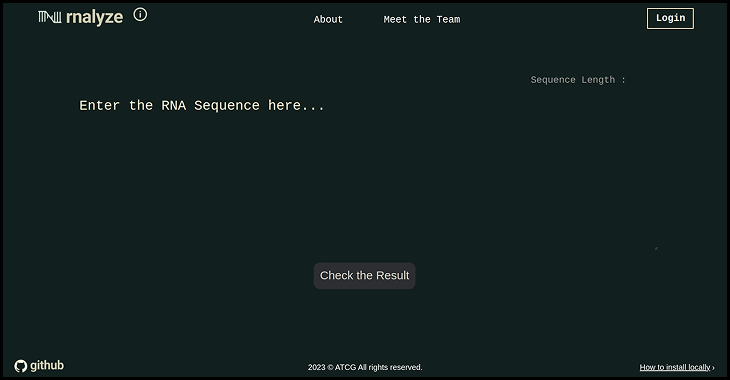 rnalyze
About
Meet the Team
Login
Sequence Length :
Enter the RNA Sequence here...
Check the Result
github
2023 © ATCG All rights reserved.
How to install locally ›